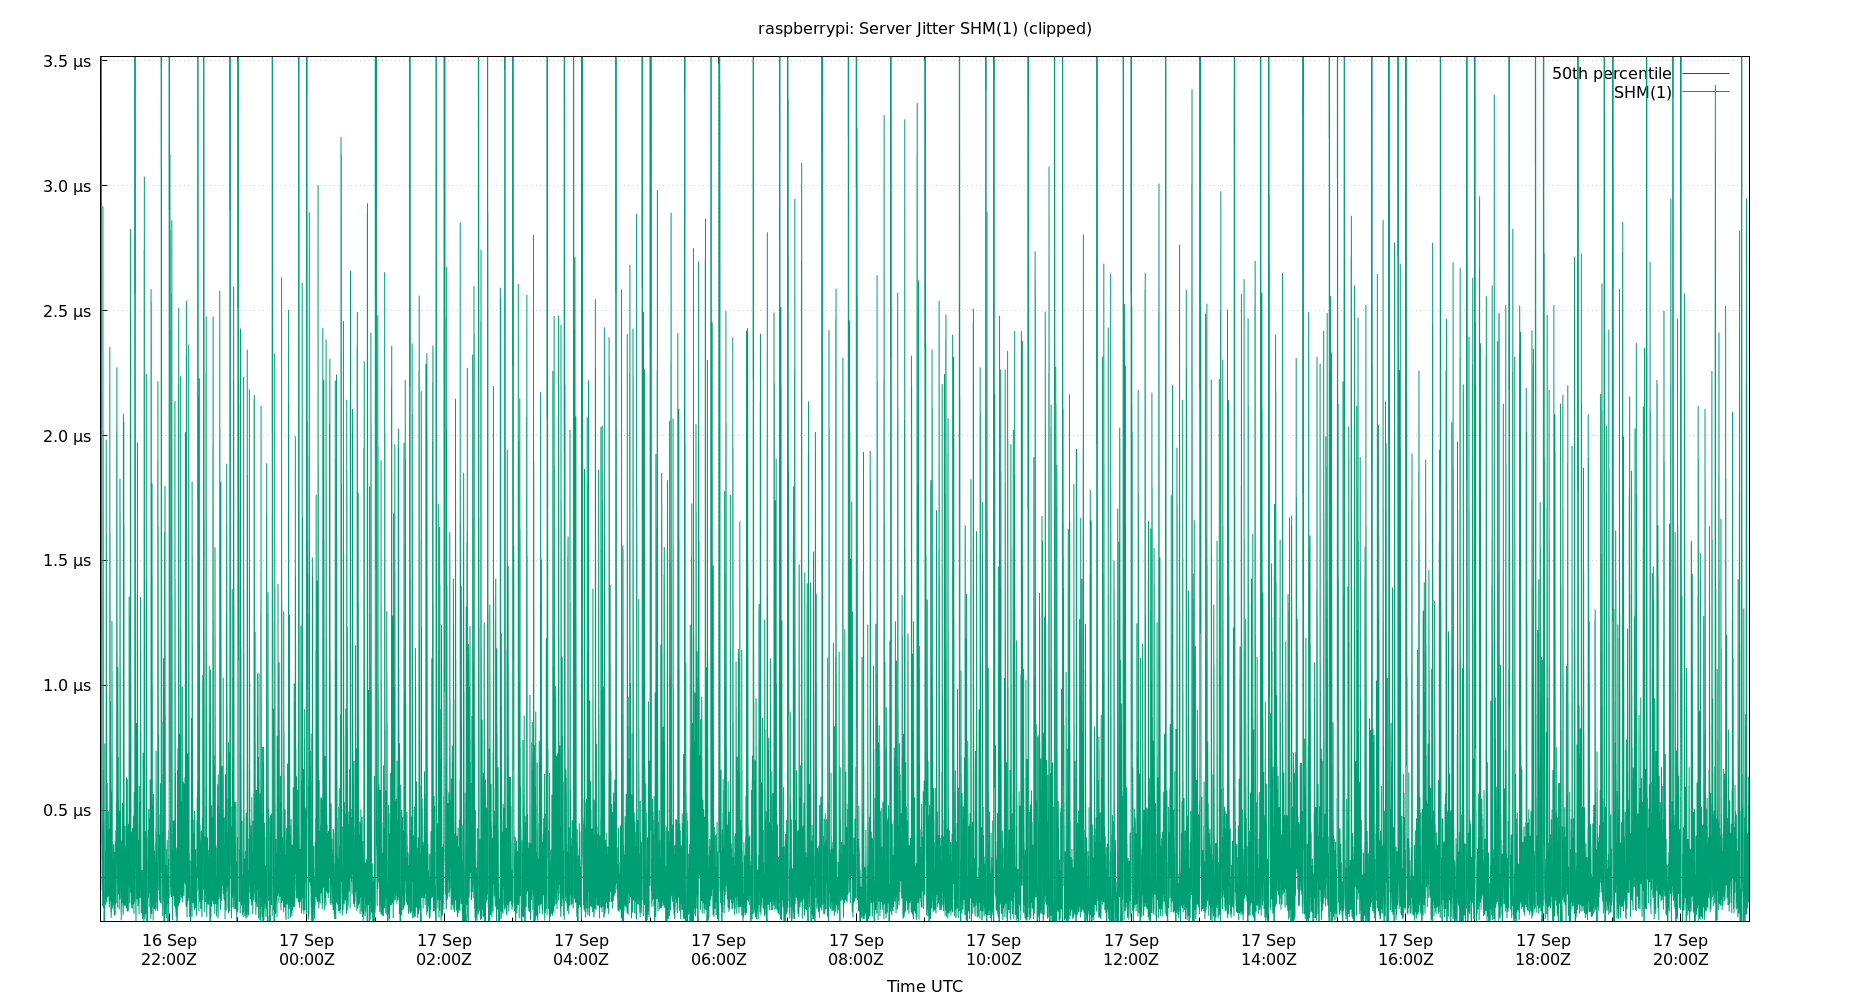 raspberrypi: Server Jitter SHM(1) (clipped)
3.5 µs
50th percentile
SHM(1)
3.0 µs
2.5 µs
2.0 µs
1.5 µs
1.0 µs
0.5 µs
16 Sep 17 Sep 17 Sep 17 Sep 17 Sep 17 Sep 17 Sep 17 Sep 17 Sep 17 Sep 17 Sep 17 Sep
22:00Z 00:00Z 02:00Z 04:00Z 06:00Z 08:00Z 10:00Z 12:00Z 14:00Z 16:00Z 18:00Z 20:00Z
Time UTC